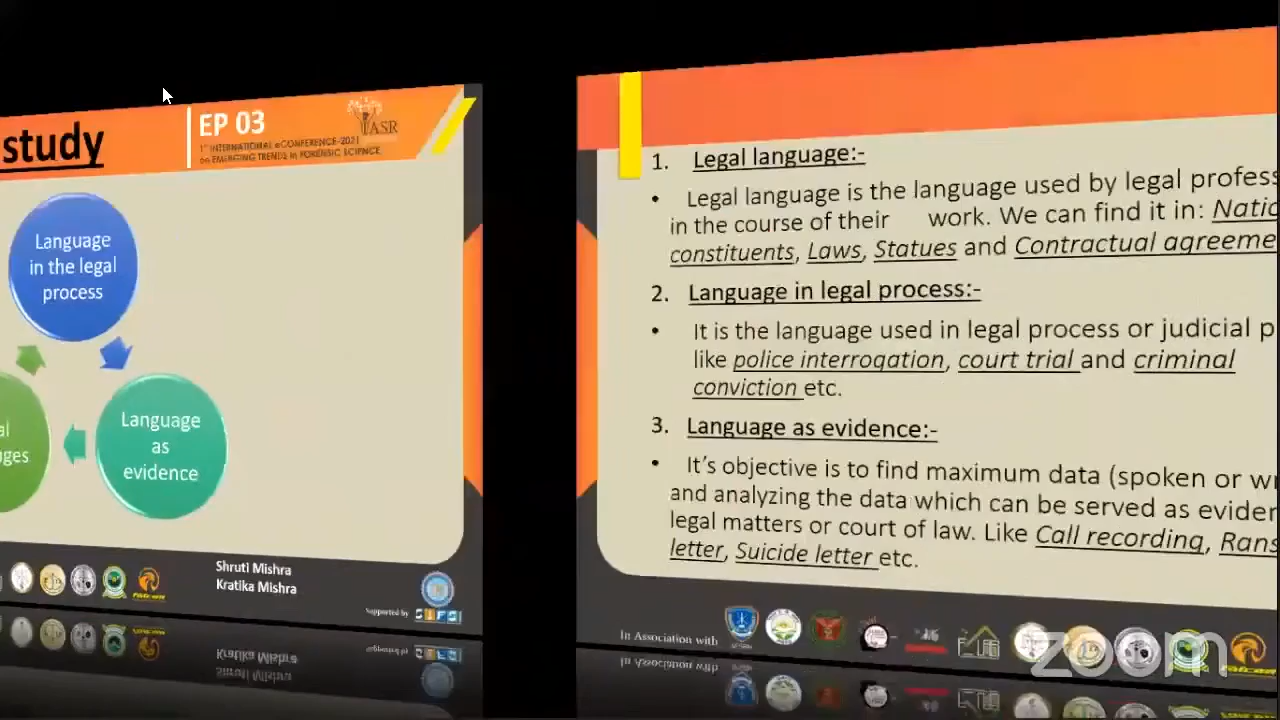 study
EP 03
ASR
1st INTERNATIONAL eCONFERENCE-2021
on EMERGING TRENDS in FORENSIC SCIENCE
Language
in the legal
process
Language
as
evidence
Shruti Mishra
Kratika Mishra
Supported by
SIFS
1. Legal language:-
• Legal language is the language used by legal
in the course of their work. We can find it in:
constituents, Laws, Statues and Contractual
2. Language in legal process:-
• It is the language used in legal process or judicial
like police interrogation, court trial and criminal
conviction etc.
3. Language as evidence:-
• It's objective is to find maximum data (spoken or
and analyzing the data which can be served as
legal matters or court of law. Like Call recording,
letter, Suicide letter etc.
In Association with
zoom